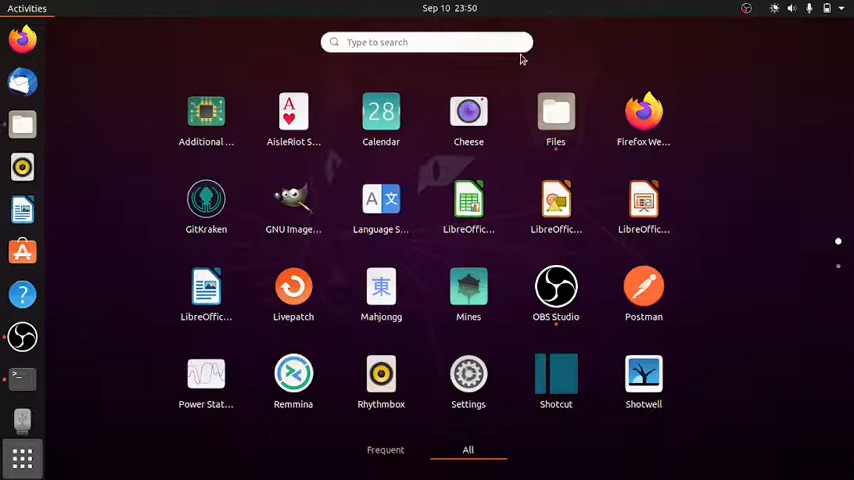 Activities
Sep 10 23:50
Type to search
Additional ...
AisleRiot S...
Calendar
Cheese
Files
Firefox We...
A
28
GitKraken
GNU Image...
Language S...
LibreOffic...
LibreOffic...
LibreOffic...
A 文
LibreOffic...
Livepatch
Mahjongg
Mines
OBS Studio
Postman
東
Power Stat...
Remmina
Rhythmbox
Settings
Shotcut
Shotwell
Frequent
All